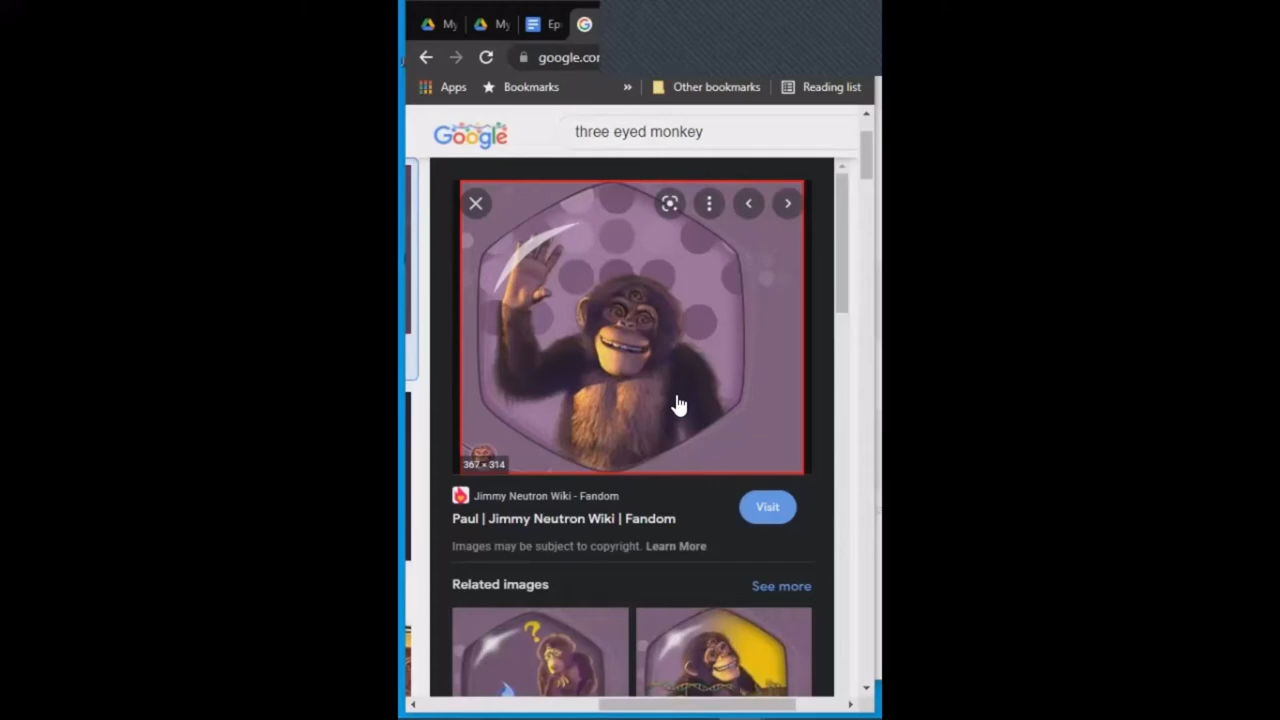 My My Ep
google.com
Apps Bookmarks » Other bookmarks Reading list
Google three eyed monkey
367 × 314
Jimmy Neutron Wiki - Fandom
Paul | Jimmy Neutron Wiki | Fandom
Visit
Images may be subject to copyright. Learn More
Related images See more
?